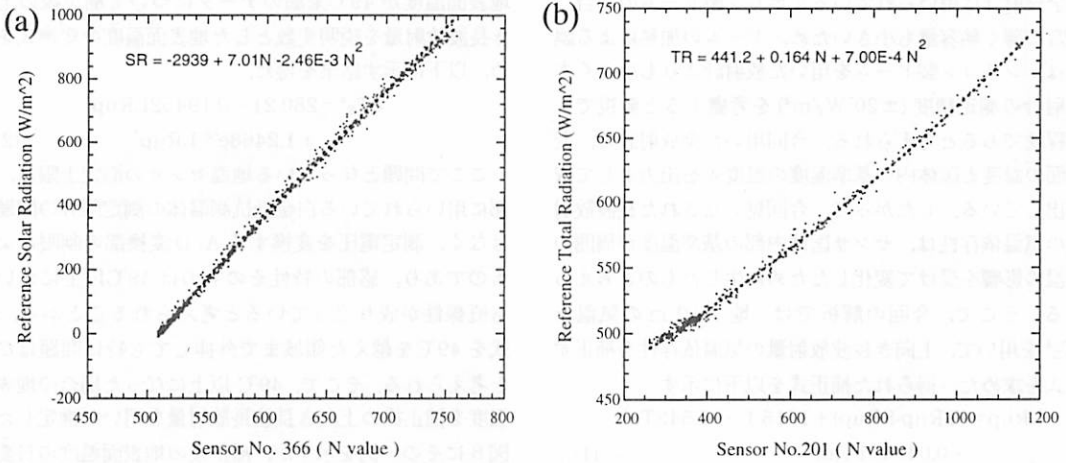 (a)
Reference Solar Radiation (W/m^2)
1000
800
600
400
200
0
-200
SR = -2939 + 7.01N -2.46E-3 N^2
450 500 550 600 650 700 750 800
Sensor No. 366 ( N value )
(b)
Reference Total Radiation (W/m^2)
750
700
650
600
550
500
450
TR = 441.2 + 0.164 N + 7.00E-4 N^2
200 400 600 800 1000 1200
Sensor No.201 ( N value )